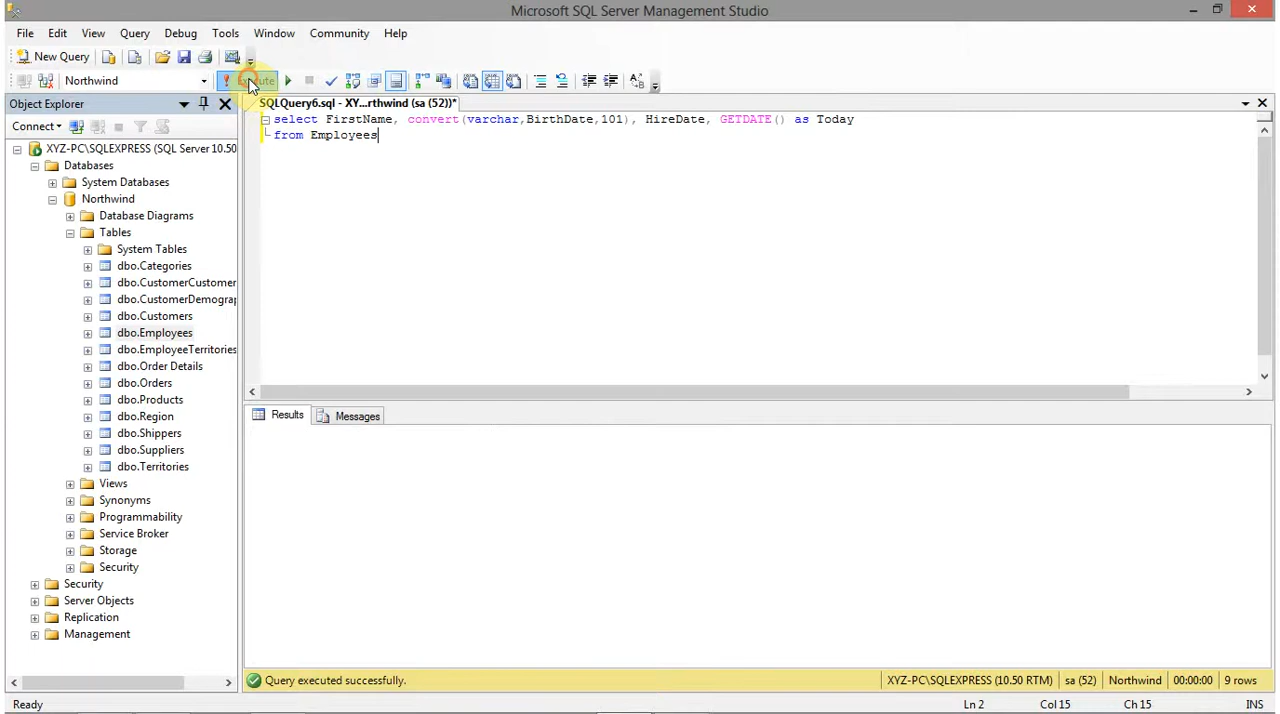 Microsoft SQL Server Management Studio
File Edit View Query Debug Tools Window Community Help
New Query
Northwind
Object Explorer
SQLQuery6.sql - XY...rthwind (sa (52))*
Connect
select FirstName, convert(varchar,BirthDate,101), HireDate, GETDATE() as Today
from Employees
XYZ-PC\SQLEXPRESS (SQL Server 10.50
Databases
System Databases
Northwind
Database Diagrams
Tables
System Tables
dbo.Categories
dbo.CustomerCustomer
dbo.CustomerDemograp
dbo.Customers
dbo.Employees
dbo.EmployeeTerritories
dbo.Order Details
dbo.Orders
dbo.Products
dbo.Region
dbo.Shippers
dbo.Suppliers
dbo.Territories
Views
Synonyms
Programmability
Service Broker
Storage
Security
Security
Server Objects
Replication
Management
Results Messages
Query executed successfully. XYZ-PC\SQLEXPRESS (10.50 RTM) sa (52) Northwind 00:00:00 9 rows
Ready Ln 2 Col 15 Ch 15 INS